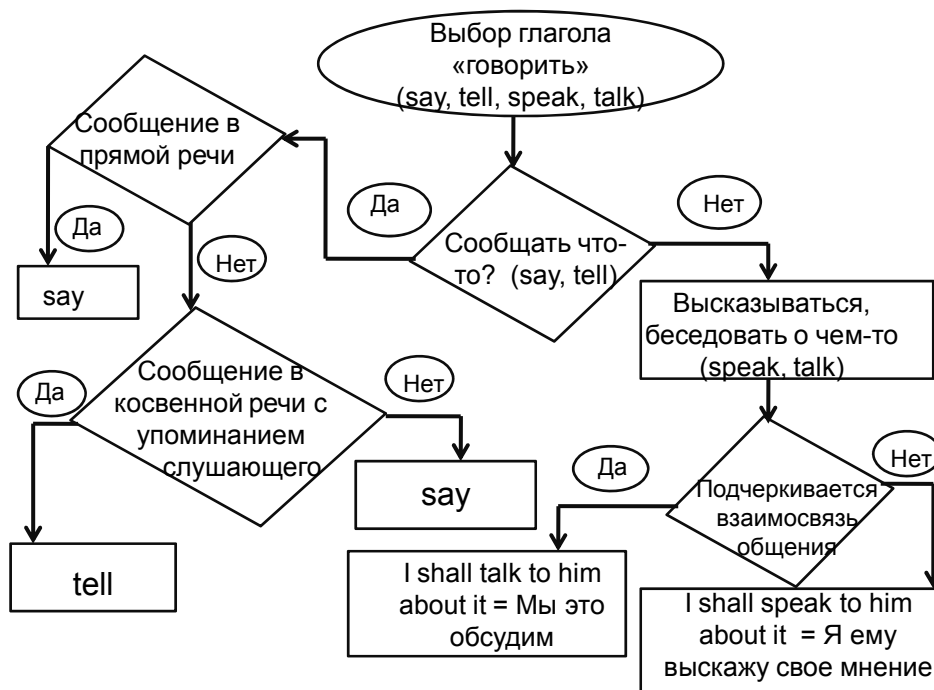 Выбор глагола
«говорить»
(say, tell, speak, talk)
Сообщение в
прямой речи
Да
say
Нет
Да
Сообщать что-
то? (say, tell)
Нет
Высказываться,
беседовать о чем-то
(speak, talk)
Да
Сообщение в
косвенной речи с
упоминанием
слушающего
Нет
say
tell
Да
Подчеркивается
взаимосвязь
общения
Нет
I shall talk to him
about it = Мы это
обсудим
I shall speak to him
about it = Я ему
выскажу свое мнение